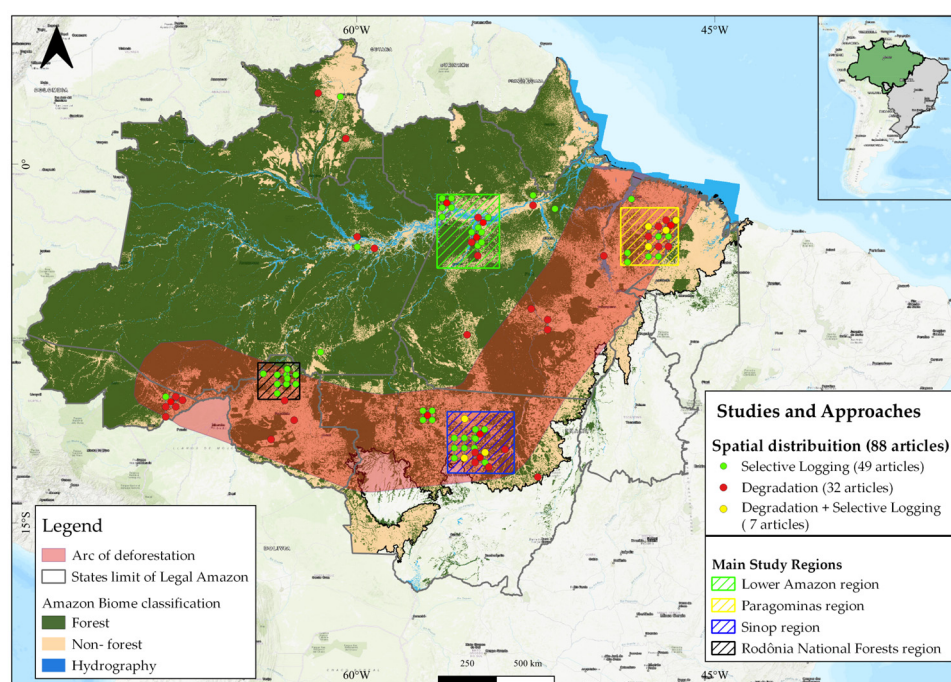 60°W
45°W
0°
15°S
Studies and Approaches
Spatial distribuition (88 articles)
Selective Logging (49 articles)
Degradation (32 articles)
Degradation + Selective Logging
( 7 articles)
Legend
Arc of deforestation
States limit of Legal Amazon
Amazon Biome classification
Forest
Non- forest
Hydrography
Main Study Regions
Lower Amazon region
Paragominas region
Sinop region
Rodônia National Forests region
60°W
45°W
250
500 km